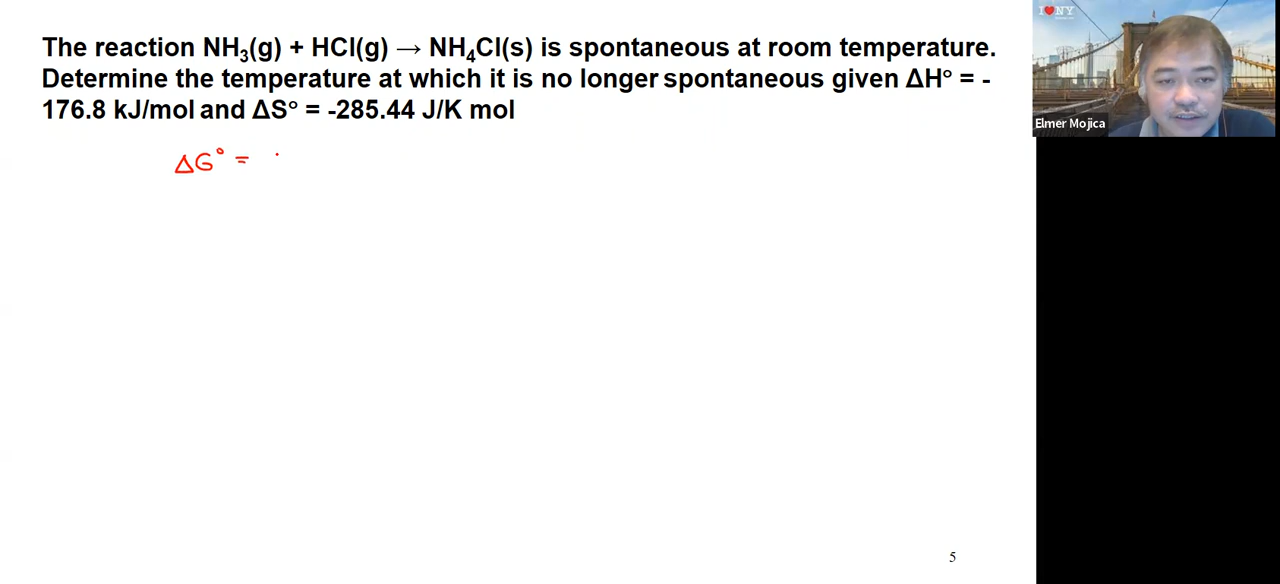 I ❤ NY
The reaction NH₃(g) + HCl(g) → NH₄Cl(s) is spontaneous at room temperature.
Determine the temperature at which it is no longer spontaneous given ΔH° = -
176.8 kJ/mol and ΔS° = -285.44 J/K mol
Elmer Mojica
ΔG° =
5